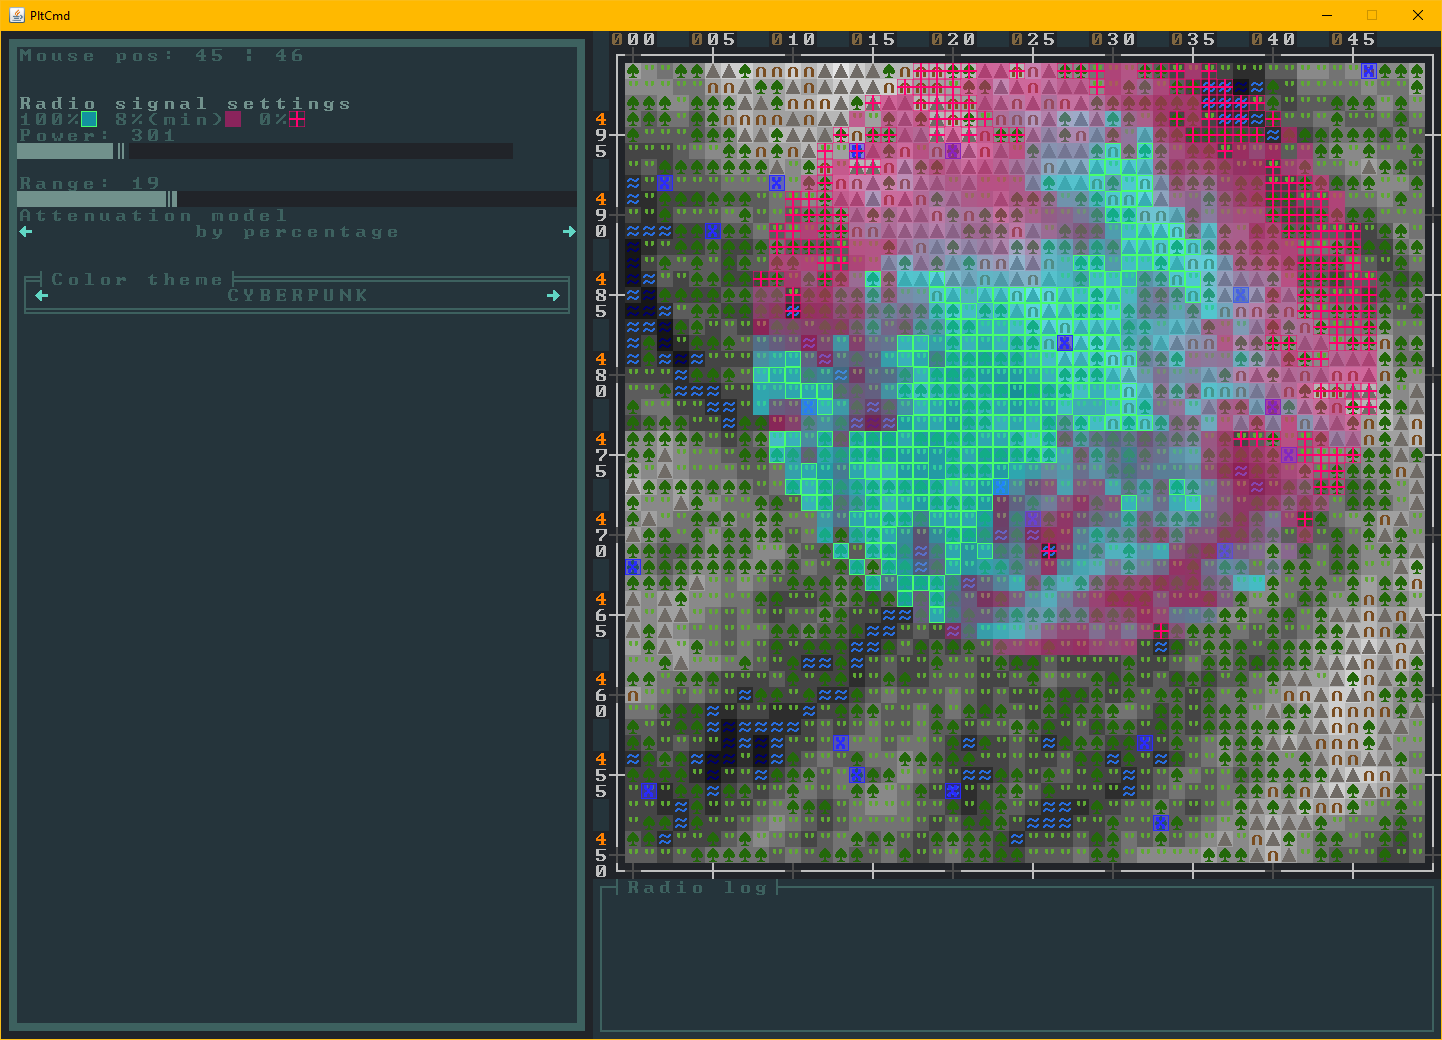 PltCmd
Mouse pos: 45 ¦ 46
Radio signal settings
100% 8%(min) 0%
Power: 301
Range: 19
Attenuation model
by percentage
Color theme
CYBERPUNK
000 005 010 015 020 025 030 035 040 045
495
490
485
480
475
470
465
460
455
450
Radio log